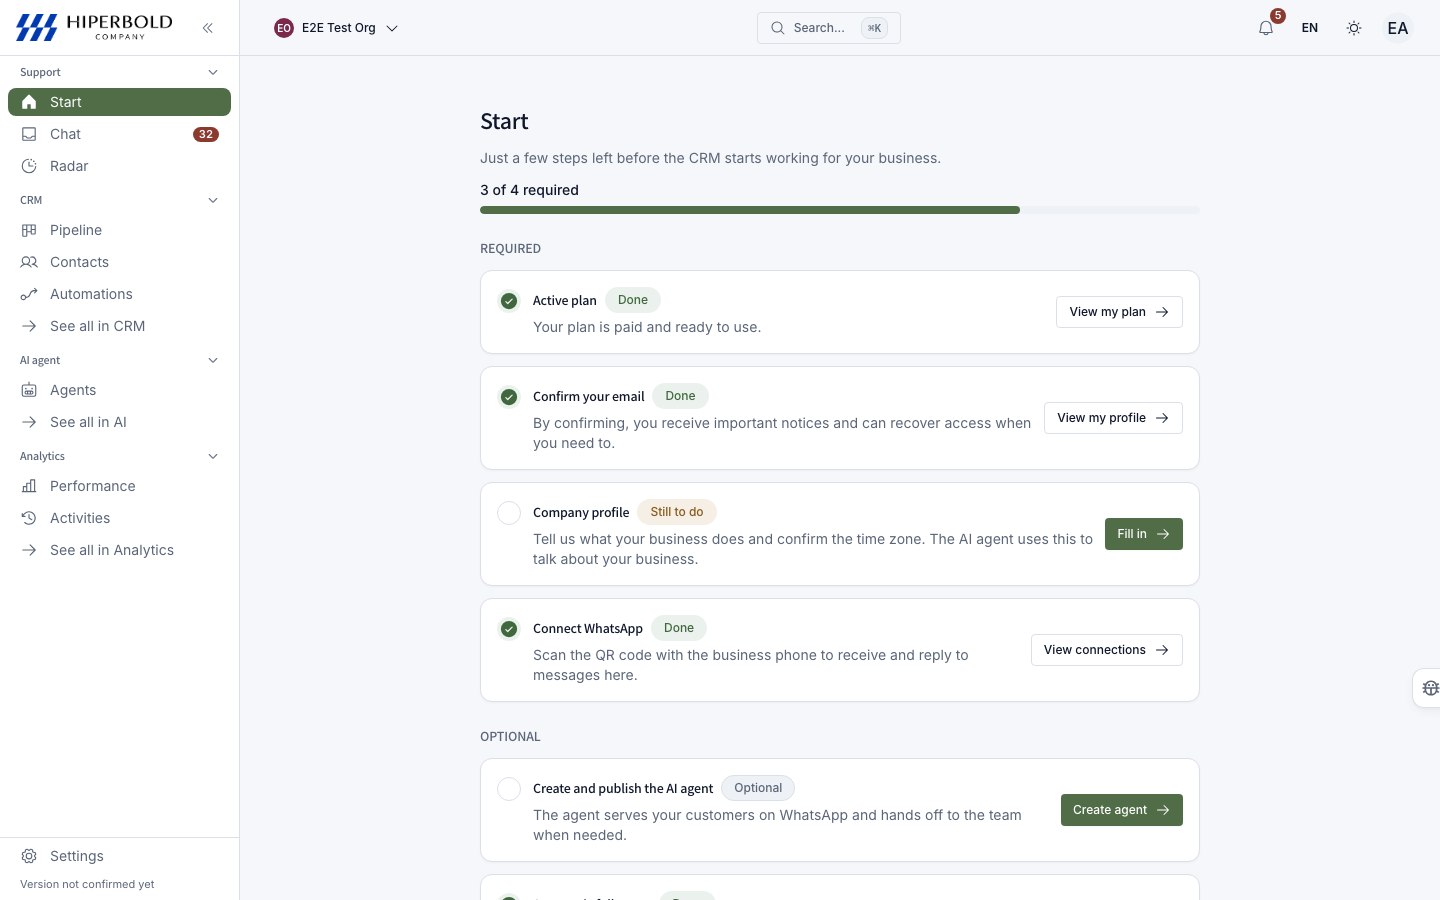 HIPERBOLD
COMPANY
EO E2E Test Org
Search... ⌘K
5
EN
EA
Support
Start
Chat 32
Radar
CRM
Pipeline
Contacts
Automations
See all in CRM
AI agent
Agents
See all in AI
Analytics
Performance
Activities
See all in Analytics
Settings
Version not confirmed yet
Start
Just a few steps left before the CRM starts working for your business.
3 of 4 required
REQUIRED
Active plan Done
Your plan is paid and ready to use.
View my plan
Confirm your email Done
By confirming, you receive important notices and can recover access when
you need to.
View my profile
Company profile Still to do
Tell us what your business does and confirm the time zone. The AI agent uses this to
talk about your business.
Fill in
Connect WhatsApp Done
Scan the QR code with the business phone to receive and reply to
messages here.
View connections
OPTIONAL
Create and publish the AI agent Optional
The agent serves your customers on WhatsApp and hands off to the team
when needed.
Create agent